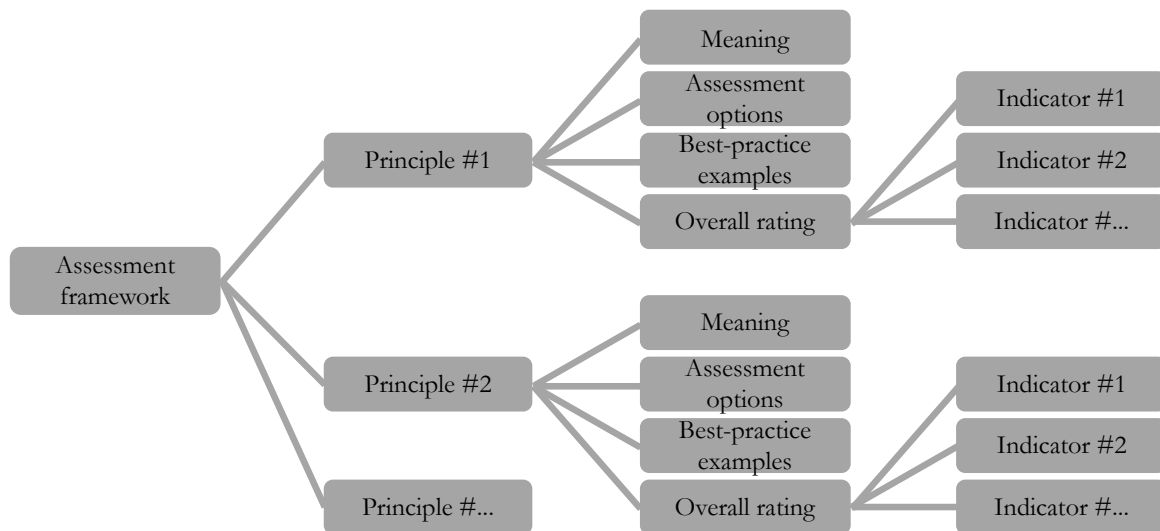 Assessment
framework
Principle #1
Meaning
Assessment
options
Best-practice
examples
Overall rating
Indicator #1
Indicator #2
Indicator #...
Principle #2
Meaning
Assessment
options
Best-practice
examples
Overall rating
Indicator #1
Indicator #2
Indicator #...
Principle #...